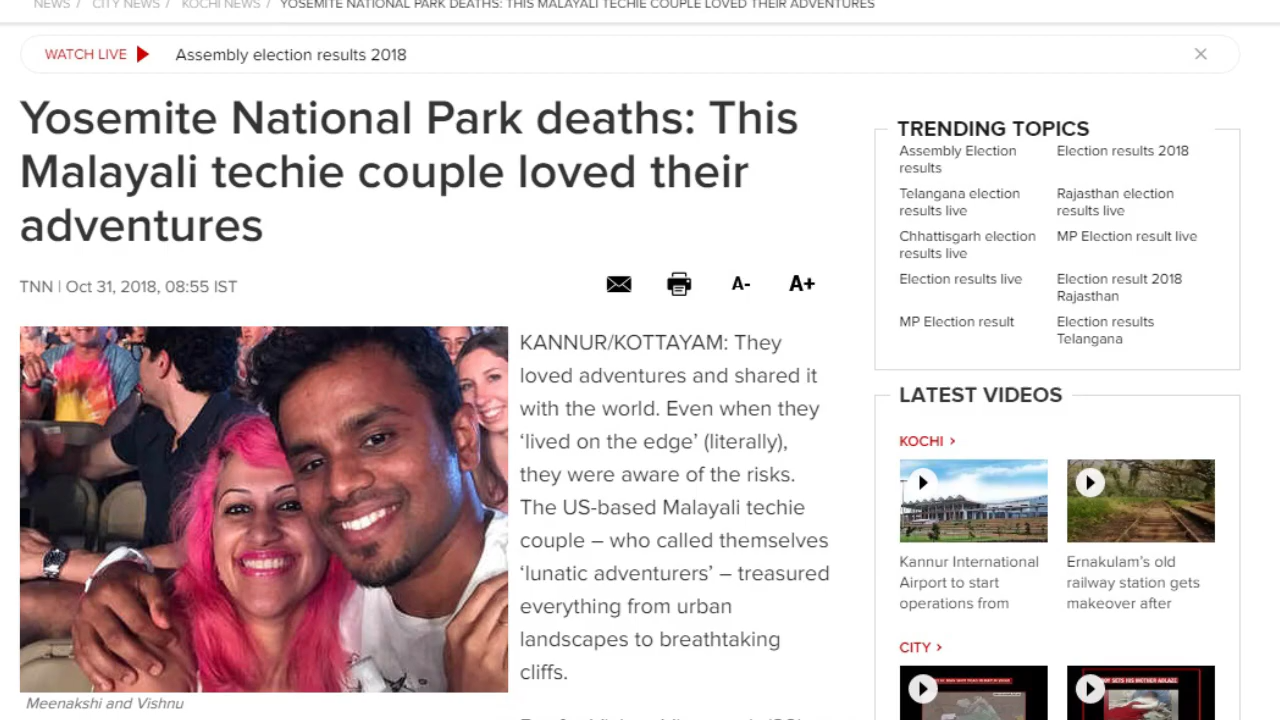 NEWS / CITY NEWS / KOCHI NEWS / YOSEMITE NATIONAL PARK DEATHS: THIS MALAYALI TECHIE COUPLE LOVED THEIR ADVENTURES
WATCH LIVE Assembly election results 2018
Yosemite National Park deaths: This
Malayali techie couple loved their
adventures
TNN | Oct 31, 2018, 08:55 IST
A- A+
KANNUR/KOTTAYAM: They
loved adventures and shared it
with the world. Even when they
‘lived on the edge’ (literally),
they were aware of the risks.
The US-based Malayali techie
couple – who called themselves
‘lunatic adventurers’ – treasured
everything from urban
landscapes to breathtaking
cliffs.
Meenakshi and Vishnu
TRENDING TOPICS
Assembly Election
results
Election results 2018
Telangana election
results live
Rajasthan election
results live
Chhattisgarh election
results live
MP Election result live
Election results live
Election result 2018
Rajasthan
MP Election result
Election results
Telangana
LATEST VIDEOS
KOCHI >
Kannur International
Airport to start
operations from
Ernakulam’s old
railway station gets
makeover after
CITY >